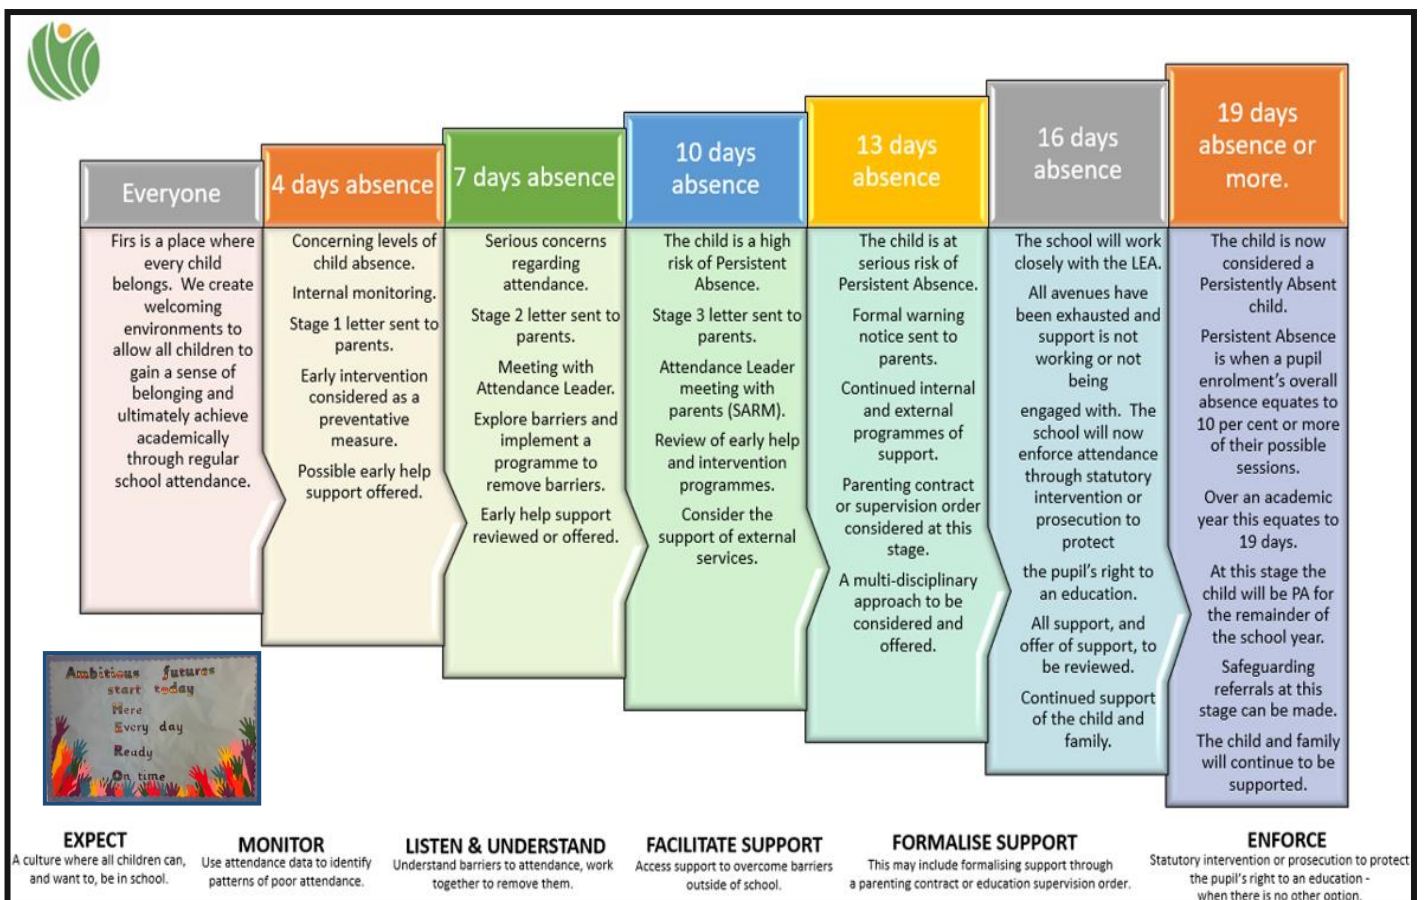 Everyone
Firs is a place where
every child
belongs.  We create
welcoming
environments to
allow all children to
gain a sense of
belonging and
ultimately achieve
academically
through regular
school attendance.
4 days absence
Concerning levels of
child absence.
Internal monitoring.
Stage 1 letter sent to
parents.
Early intervention
considered as a
preventative
measure.
Possible early help
support offered.
7 days absence
Serious concerns
regarding
attendance.
Stage 2 letter sent to
parents.
Meeting with
Attendance Leader.
Explore barriers and
implement a
programme to
remove barriers.
Early help support
reviewed or offered.
10 days
absence
The child is a high
risk of Persistent
Absence.
Stage 3 letter sent to
parents.
Attendance Leader
meeting with
parents (SARM).
Review of early help
and intervention
programmes.
Consider the
support of external
services.
13 days
absence
The child is at
serious risk of
Persistent Absence.
Formal warning
notice sent to
parents.
Continued internal
and external
programmes of
support.
Parenting contract
or supervision order
considered at this
stage.
A multi-disciplinary
approach to be
considered and
offered.
16 days
absence
The school will work
closely with the LEA.
All avenues have
been exhausted and
support is not
working or not
being
engaged with.  The
school will now
enforce attendance
through statutory
intervention or
prosecution to
protect
the pupil's right to
an education.
All support, and
offer of support, to
be reviewed.
Continued support
of the child and
family.
19 days
absence or
more.
The child is now
considered a
Persistently Absent
child.
Persistent Absence
is when a pupil
enrolment's overall
absence equates to
10 per cent or more
of their possible
sessions.
Over an academic
year this equates to
19 days.
At this stage the
child will be PA for
the remainder of
the school year.
Safeguarding
referrals at this
stage can be made.
The child and family
will continue to be
supported.
Ambitious futures
start today
Here
Every day
Ready
On time
EXPECT
A culture where all children can,
and want to, be in school.
MONITOR
Use attendance data to identify
patterns of poor attendance.
LISTEN & UNDERSTAND
Understand barriers to attendance, work
together to remove them.
FACILITATE SUPPORT
Access support to overcome barriers
outside of school.
FORMALISE SUPPORT
This may include formalising support through
a parenting contract or education supervision order.
ENFORCE
Statutory intervention or prosecution to protect
the pupil's right to an education -
when there is no other option.